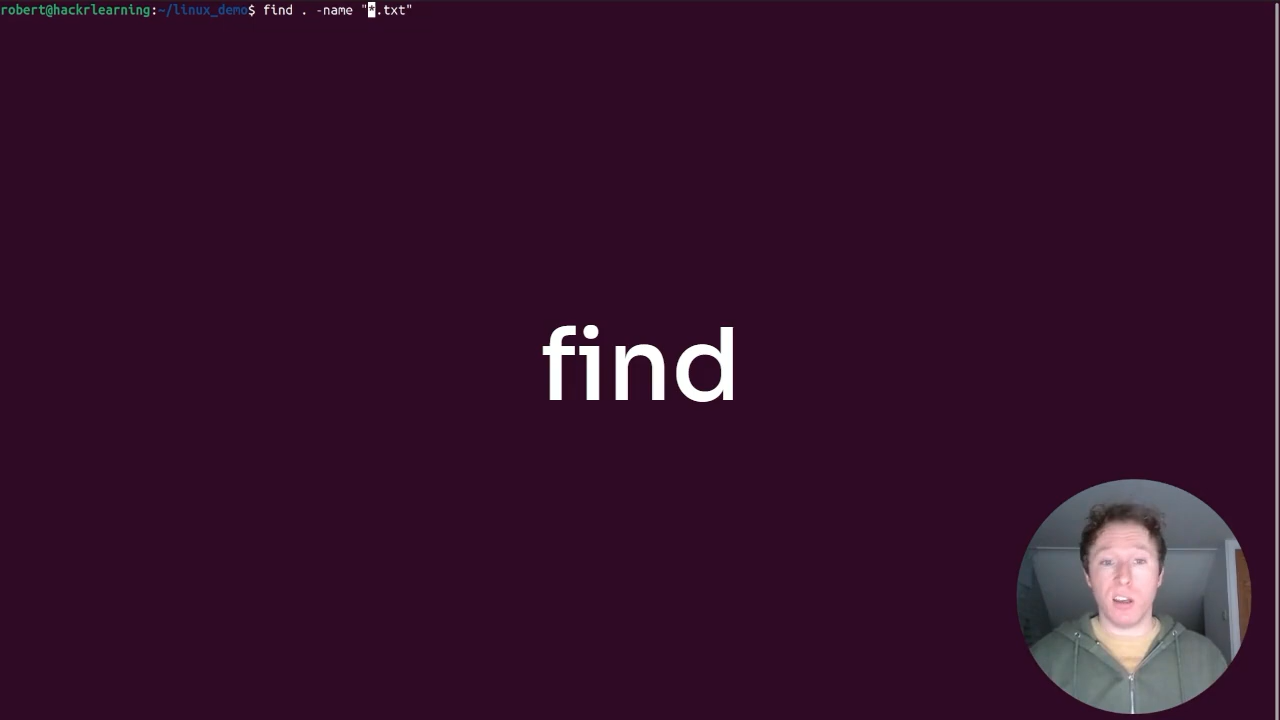 robert@hackrlearning:~/linux_demo$ find . -name "*.txt"
find